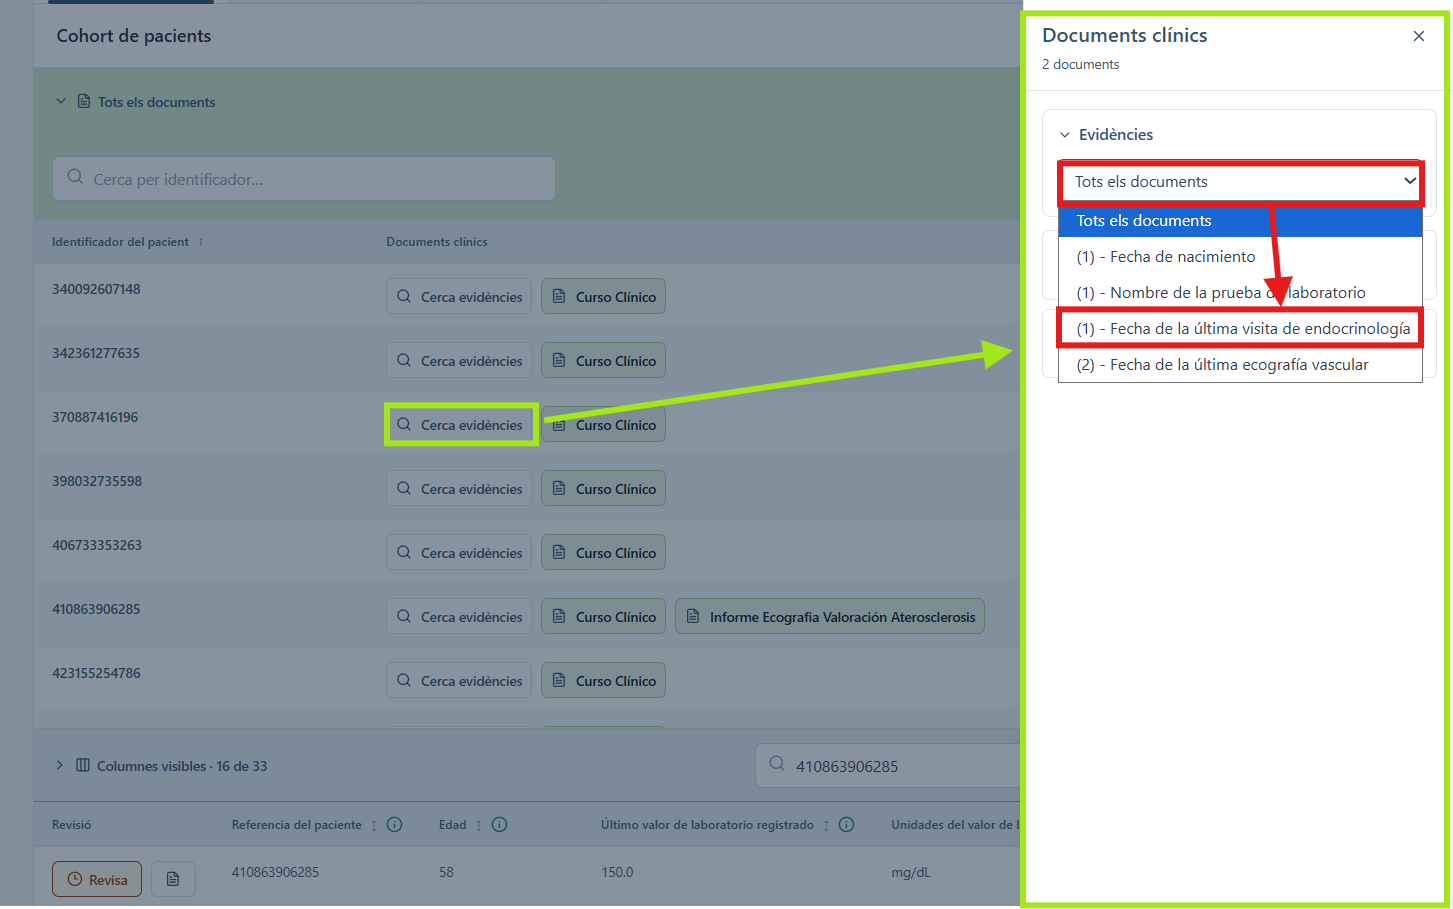 Cohort de pacients
Tots els documents
Cerca per identificador...
Identificador del pacient ↑ Documents clínics
340092607148 Cerca evidències Curso Clínico
342361277635 Cerca evidències Curso Clínico
370887416196 Cerca evidències Curso Clínico
398032735598 Cerca evidències Curso Clínico
406733353263 Cerca evidències Curso Clínico
410863906285 Cerca evidències Curso Clínico Informe Ecografia Valoración Aterosclerosis
423155254786 Cerca evidències Curso Clínico
Columnes visibles · 16 de 33 410863906285
Revisió Referencia del paciente Edad Último valor de laboratorio registrado Unidades del valor de
Revisa 410863906285 58 150.0 mg/dL
Documents clínics
2 documents
Evidències
Tots els documents
Tots els documents
(1) - Fecha de nacimiento
(1) - Nombre de la prueba laboratorio
(1) - Fecha de la última visita de endocrinología
(2) - Fecha de la última ecografía vascular